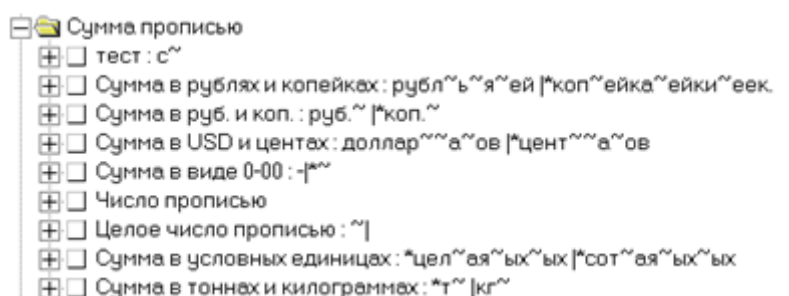 Сумма прописью
тест : с~
Сумма в рублях и копейках : рубл~ь~я~ей |*коп~ейка~ейки~еек.
Сумма в руб. и коп. : руб.~ |*коп.~
Сумма в USD и центах : доллар~~а~ов |*цент~~а~ов
Сумма в виде 0-00 : -|*~
Число прописью
Целое число прописью : ~|
Сумма в условных единицах : *цел~ая~ых~ых |*сот~ая~ых~ых
Сумма в тоннах и килограммах : *т~ |кг~